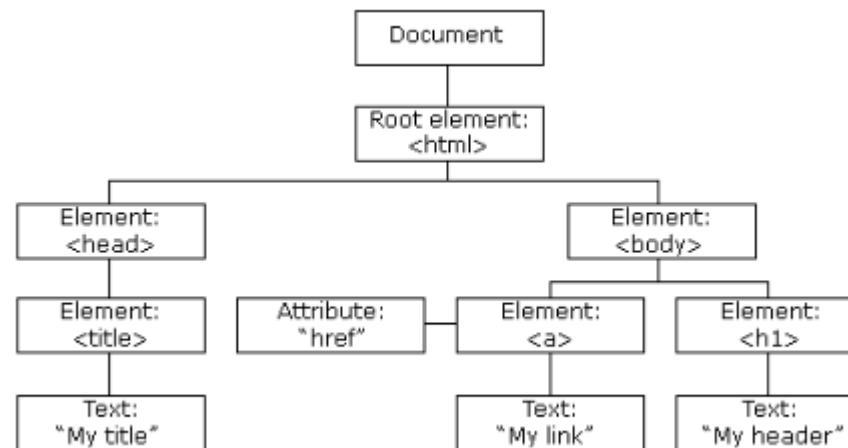 Document
Root element:
<html>
Element:
<head>
Element:
<body>
Element:
<title>
Attribute:
“href”
Element:
<a>
Element:
<h1>
Text:
“My title”
Text:
“My link”
Text:
“My header”